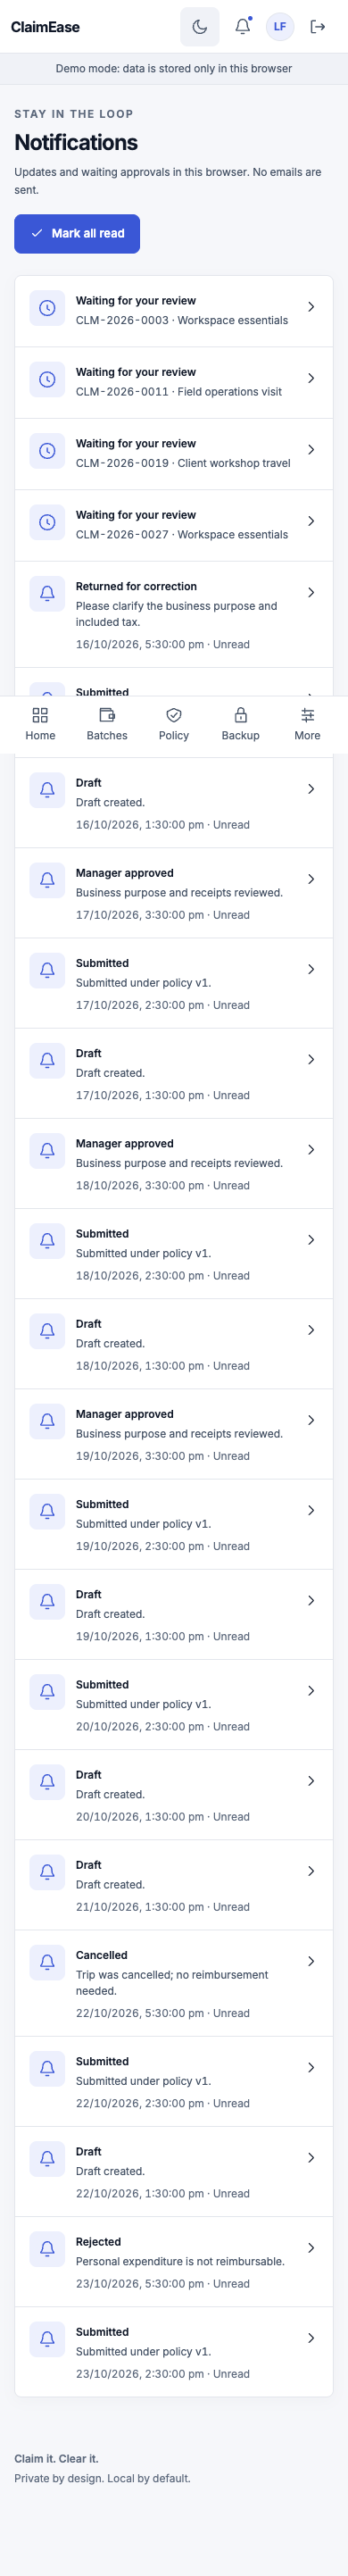 ClaimEase
LF
Demo mode: data is stored only in this browser
STAY IN THE LOOP
Notifications
Updates and waiting approvals in this browser. No emails are
sent.
Mark all read
Waiting for your review
CLM-2026-0003 · Workspace essentials
Waiting for your review
CLM-2026-0011 · Field operations visit
Waiting for your review
CLM-2026-0019 · Client workshop travel
Waiting for your review
CLM-2026-0027 · Workspace essentials
Returned for correction
Please clarify the business purpose and
included tax.
16/10/2026, 5:30:00 pm · Unread
Submitted
Home
Batches
Policy
Backup
More
Draft
Draft created.
16/10/2026, 1:30:00 pm · Unread
Manager approved
Business purpose and receipts reviewed.
17/10/2026, 3:30:00 pm · Unread
Submitted
Submitted under policy v1.
17/10/2026, 2:30:00 pm · Unread
Draft
Draft created.
17/10/2026, 1:30:00 pm · Unread
Manager approved
Business purpose and receipts reviewed.
18/10/2026, 3:30:00 pm · Unread
Submitted
Submitted under policy v1.
18/10/2026, 2:30:00 pm · Unread
Draft
Draft created.
18/10/2026, 1:30:00 pm · Unread
Manager approved
Business purpose and receipts reviewed.
19/10/2026, 3:30:00 pm · Unread
Submitted
Submitted under policy v1.
19/10/2026, 2:30:00 pm · Unread
Draft
Draft created.
19/10/2026, 1:30:00 pm · Unread
Submitted
Submitted under policy v1.
20/10/2026, 2:30:00 pm · Unread
Draft
Draft created.
20/10/2026, 1:30:00 pm · Unread
Draft
Draft created.
21/10/2026, 1:30:00 pm · Unread
Cancelled
Trip was cancelled; no reimbursement
needed.
22/10/2026, 5:30:00 pm · Unread
Submitted
Submitted under policy v1.
22/10/2026, 2:30:00 pm · Unread
Draft
Draft created.
22/10/2026, 1:30:00 pm · Unread
Rejected
Personal expenditure is not reimbursable.
23/10/2026, 5:30:00 pm · Unread
Submitted
Submitted under policy v1.
23/10/2026, 2:30:00 pm · Unread
Claim it. Clear it.
Private by design. Local by default.